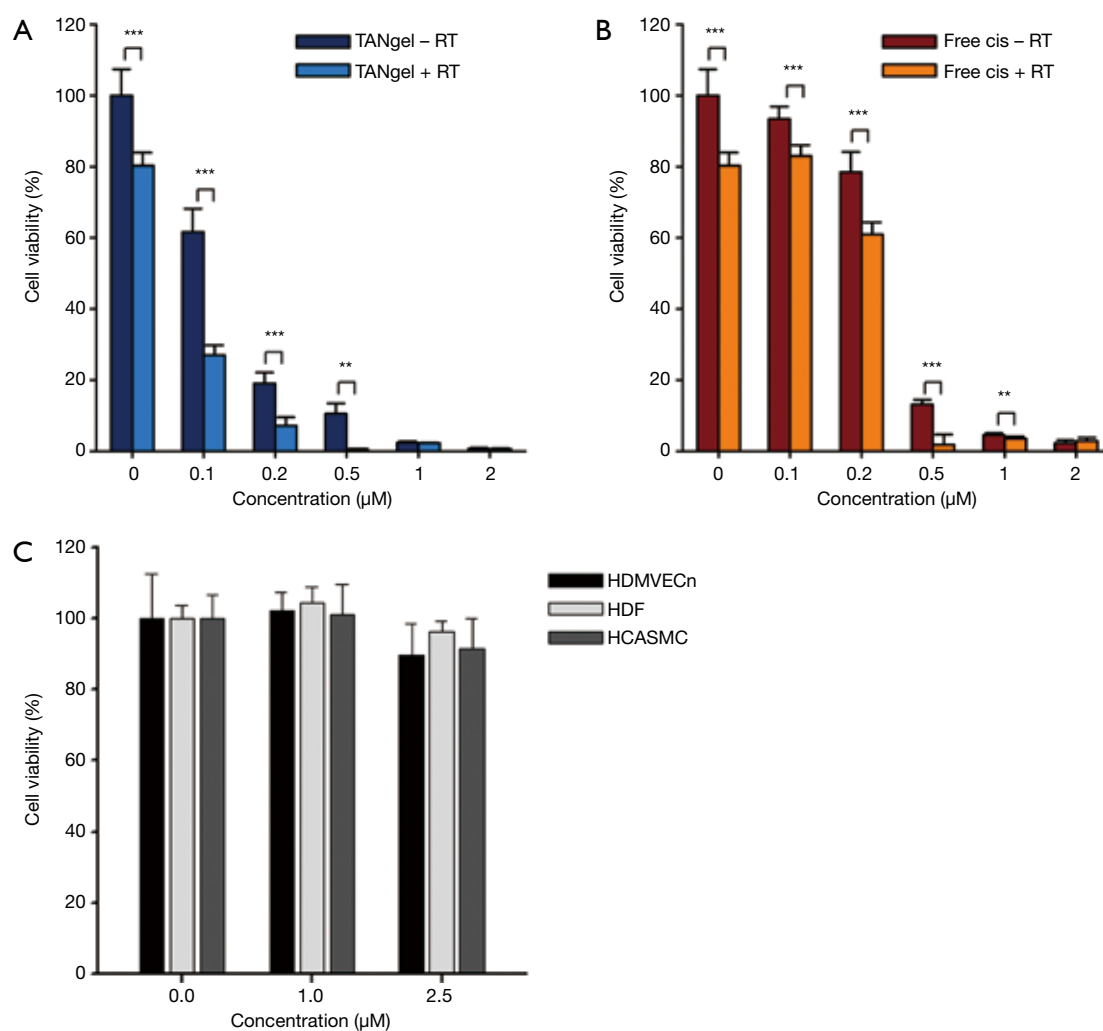 A
120
100
80
60
40
20
0
Cell viability (%)
***
***
***
**
TANgel – RT
TANgel + RT
0 0.1 0.2 0.5 1 2
Concentration (µM)
B
120
100
80
60
40
20
0
Cell viability (%)
***
***
***
***
**
Free cis – RT
Free cis + RT
0 0.1 0.2 0.5 1 2
Concentration (µM)
C
120
100
80
60
40
20
0
Cell viability (%)
HDMVECn
HDF
HCASMC
0.0 1.0 2.5
Concentration (µM)